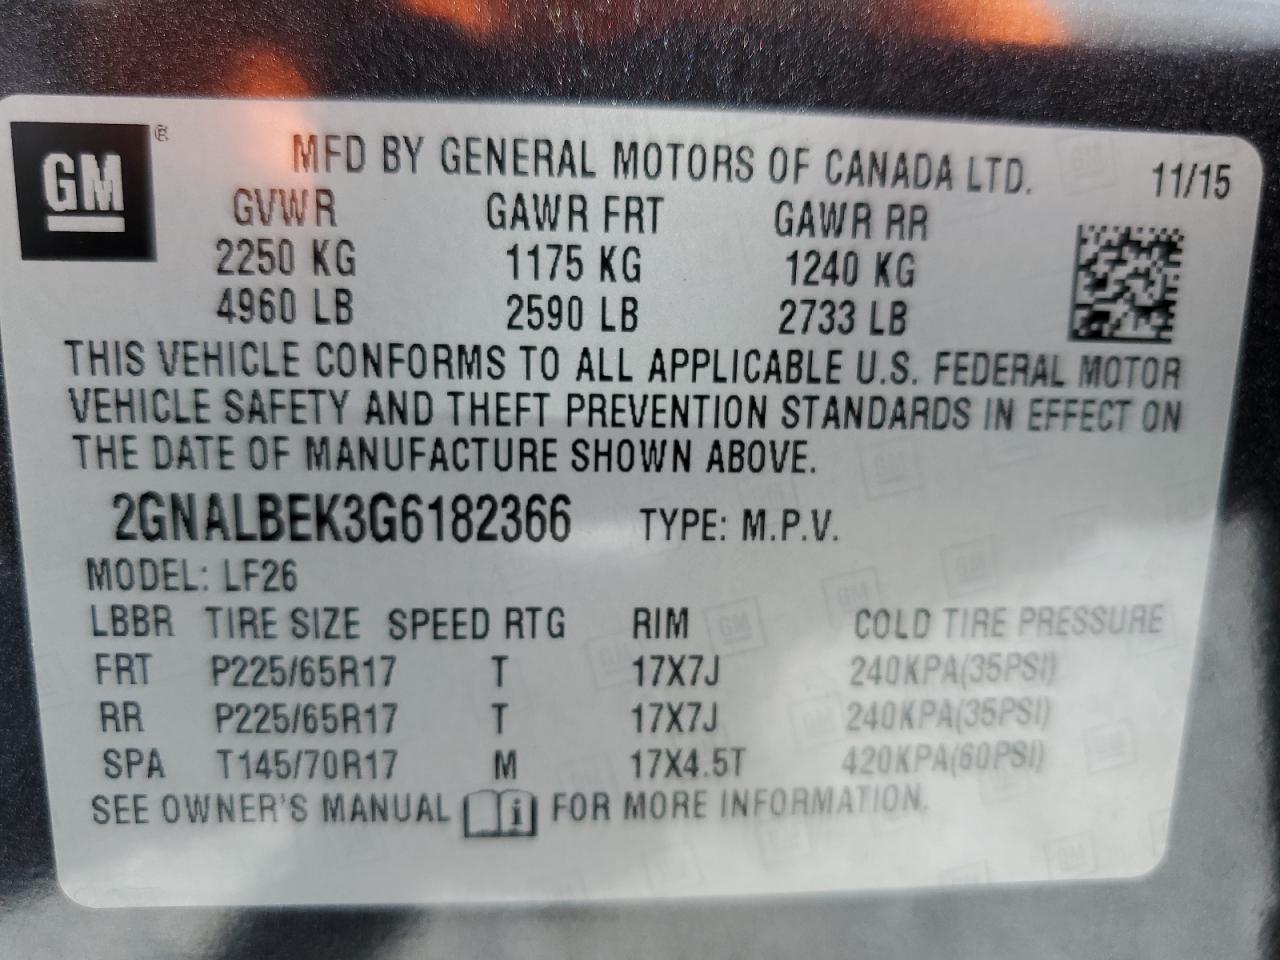 GM ®
MFD BY GENERAL MOTORS OF CANADA LTD. 11/15
GVWR GAWR FRT GAWR RR
2250 KG 1175 KG 1240 KG
4960 LB 2590 LB 2733 LB
THIS VEHICLE CONFORMS TO ALL APPLICABLE U.S. FEDERAL MOTOR
VEHICLE SAFETY AND THEFT PREVENTION STANDARDS IN EFFECT ON
THE DATE OF MANUFACTURE SHOWN ABOVE.
2GNALBEK3G6182366 TYPE: M.P.V.
MODEL: LF26
LBBR TIRE SIZE SPEED RTG RIM COLD TIRE PRESSURE
FRT P225/65R17 T 17X7J 240KPA(35PSI)
RR P225/65R17 T 17X7J 240KPA(35PSI)
SPA T145/70R17 M 17X4.5T 420KPA(60PSI)
SEE OWNER'S MANUAL i FOR MORE INFORMATION.